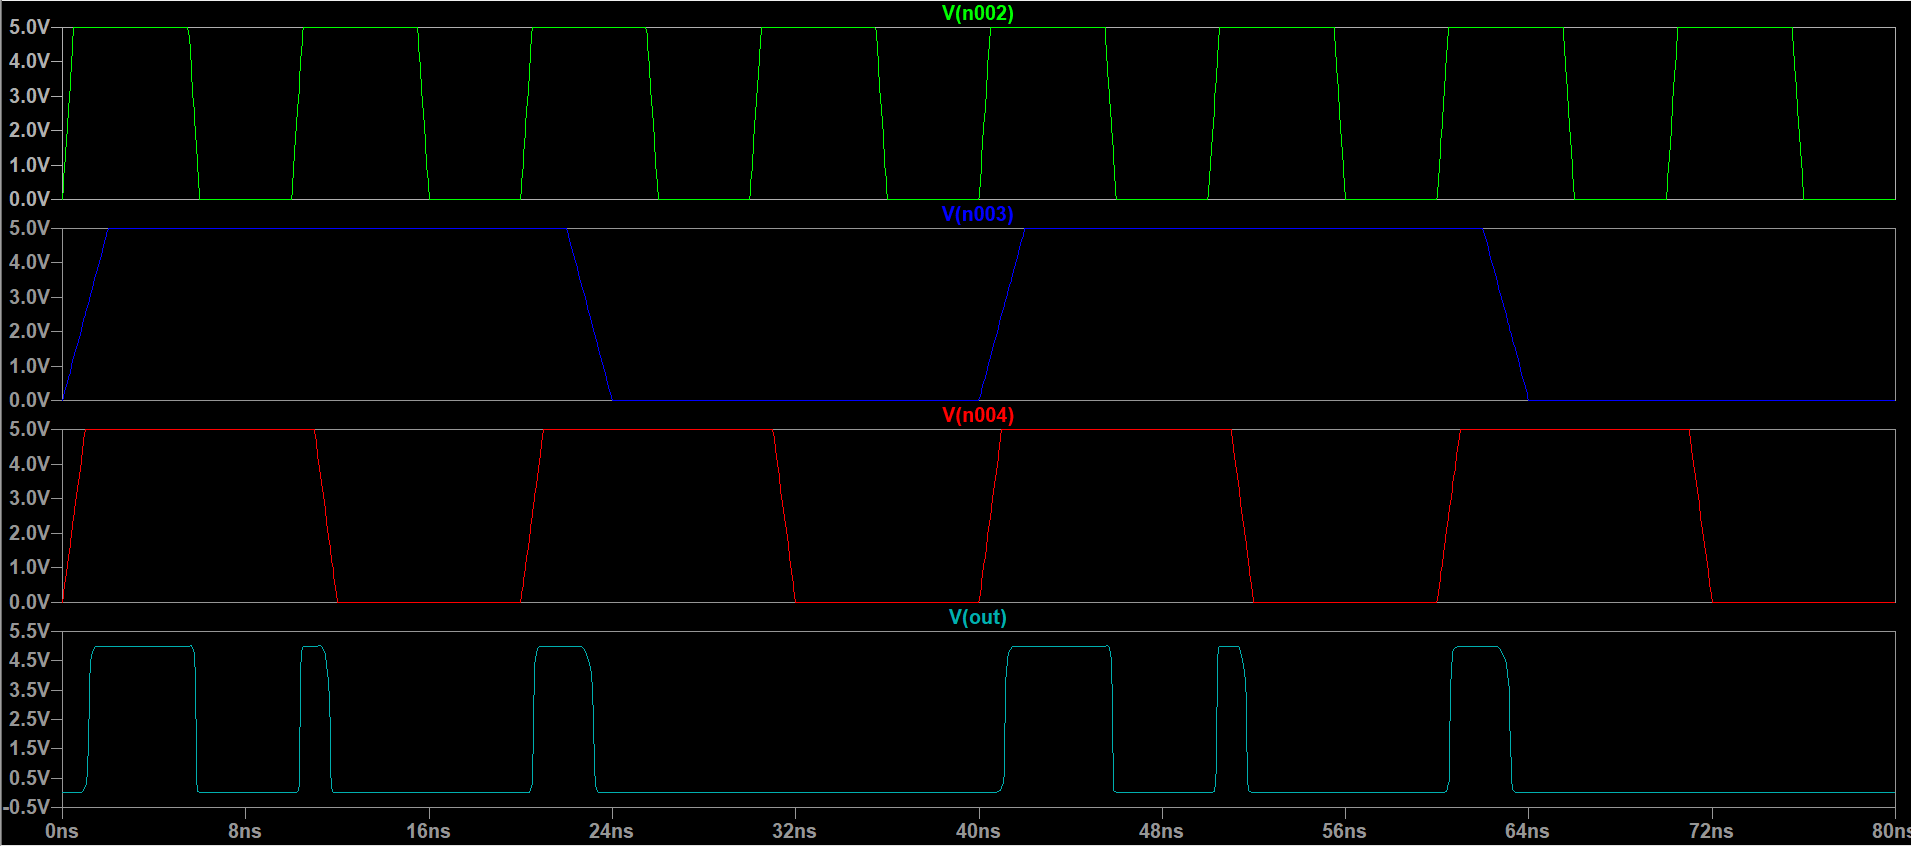 V(n002)
5.0V
4.0V
3.0V
2.0V
1.0V
0.0V
V(n003)
5.0V
4.0V
3.0V
2.0V
1.0V
0.0V
V(n004)
5.0V
4.0V
3.0V
2.0V
1.0V
0.0V
V(out)
5.5V
4.5V
3.5V
2.5V
1.5V
0.5V
-0.5V
0ns 8ns 16ns 24ns 32ns 40ns 48ns 56ns 64ns 72ns 80ns